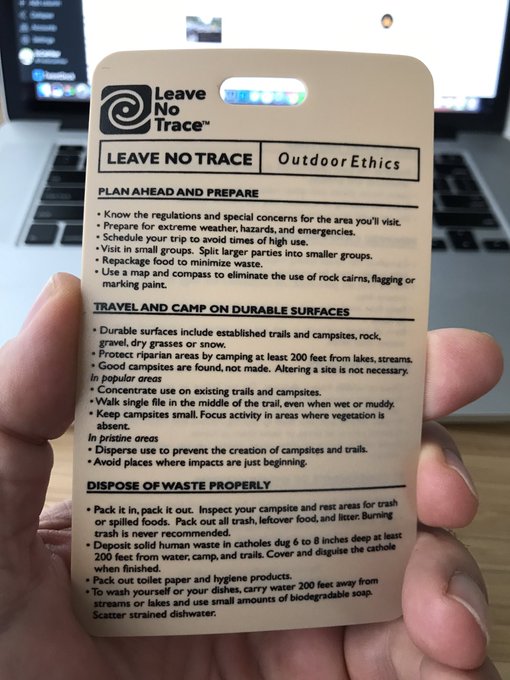 Leave
No
Trace™
LEAVE NO TRACE
Outdoor Ethics
PLAN AHEAD AND PREPARE
• Know the regulations and special concerns for the area you'll visit.
• Prepare for extreme weather, hazards, and emergencies.
• Schedule your trip to avoid times of high use.
• Visit in small groups. Split larger parties into smaller groups.
• Repackage food to minimize waste.
• Use a map and compass to eliminate the use of rock cairns, flagging or
marking paint.
TRAVEL AND CAMP ON DURABLE SURFACES
• Durable surfaces include established trails and campsites, rock,
gravel, dry grasses or snow.
• Protect riparian areas by camping at least 200 feet from lakes, streams.
• Good campsites are found, not made. Altering a site is not necessary.
In popular areas
• Concentrate use on existing trails and campsites.
• Walk single file in the middle of the trail, even when wet or muddy.
• Keep campsites small. Focus activity in areas where vegetation is
absent.
In pristine areas
• Disperse use to prevent the creation of campsites and trails.
• Avoid places where impacts are just beginning.
DISPOSE OF WASTE PROPERLY
• Pack it in, pack it out. Inspect your campsite and rest areas for trash
or spilled foods. Pack out all trash, leftover food, and litter. Burning
trash is never recommended.
• Deposit solid human waste in catholes dug 6 to 8 inches deep at least
200 feet from water, camp, and trails. Cover and disguise the cathole
when finished.
• Pack out toilet paper and hygiene products.
• To wash yourself or your dishes, carry water 200 feet away from
streams or lakes and use small amounts of biodegradable soap.
Scatter strained dishwater.